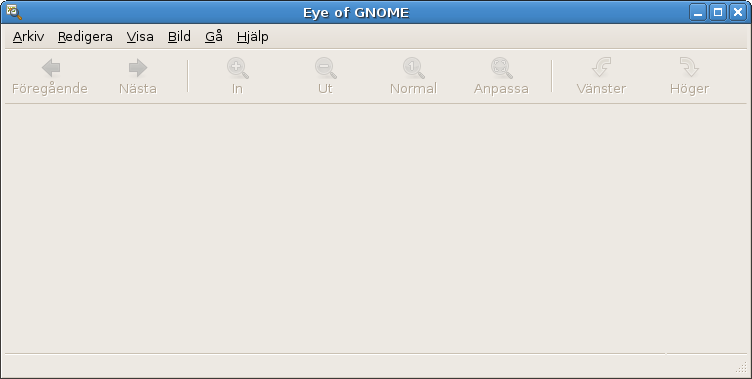 Eye of GNOME
Arkiv Redigera Visa Bild Gå Hjälp
Föregående Nästa In Ut Normal Anpassa Vänster Höger